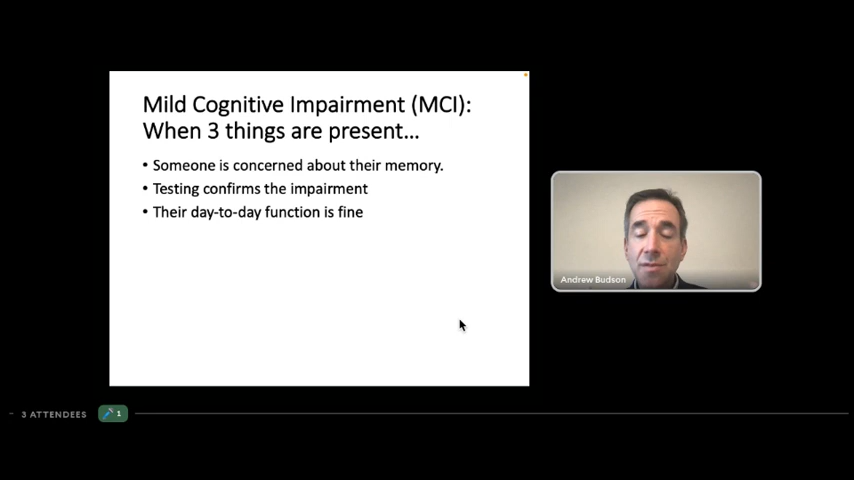 Mild Cognitive Impairment (MCI):
When 3 things are present...
• Someone is concerned about their memory.
• Testing confirms the impairment
• Their day-to-day function is fine
Andrew Budson
3 ATTENDEES
1